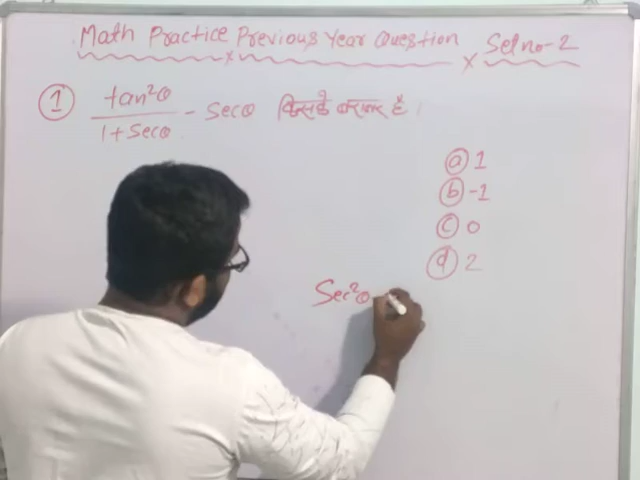 Math Practice Previous Year Question x Set no-2
① tan²θ / 1 + Secθ - Secθ किसके बराबर है।
ⓐ 1
ⓑ -1
ⓒ 0
ⓓ 2
Sec²θ